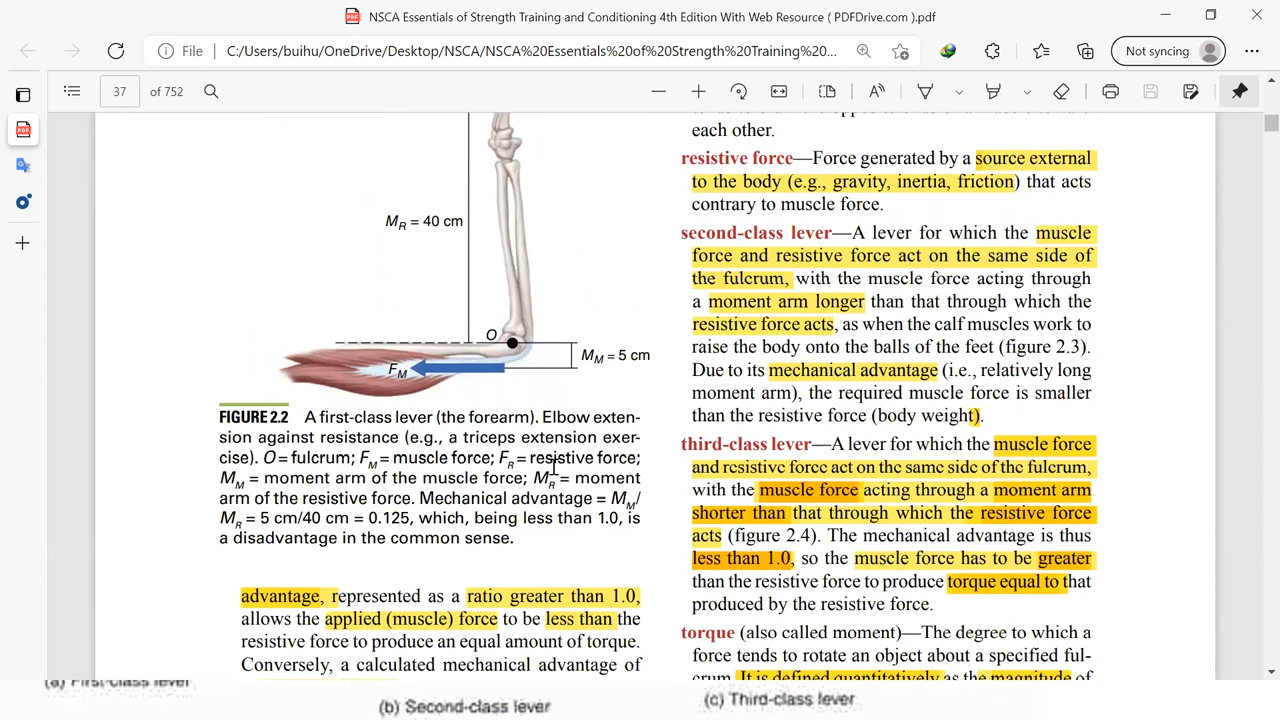 NSCA Essentials of Strength Training and Conditioning 4th Edition With Web Resource ( PDFDrive.com ).pdf
File
C:/Users/buihu/OneDrive/Desktop/NSCA/NSCA%20Essentials%20of%20Strength%20Training%20...
Not syncing
37 of 752
M_R = 40 cm
O
M_M = 5 cm
F_M
FIGURE 2.2 A first-class lever (the forearm). Elbow exten-
sion against resistance (e.g., a triceps extension exer-
cise). O = fulcrum; F_M = muscle force; F_R = resistive force;
M_M = moment arm of the muscle force; M_R = moment
arm of the resistive force. Mechanical advantage = M_M/
M_R = 5 cm/40 cm = 0.125, which, being less than 1.0, is
a disadvantage in the common sense.
advantage, represented as a ratio greater than 1.0,
allows the applied (muscle) force to be less than the
resistive force to produce an equal amount of torque.
Conversely, a calculated mechanical advantage of
each other.
resistive force—Force generated by a source external
to the body (e.g., gravity, inertia, friction) that acts
contrary to muscle force.
second-class lever—A lever for which the muscle
force and resistive force act on the same side of
the fulcrum, with the muscle force acting through
a moment arm longer than that through which the
resistive force acts, as when the calf muscles work to
raise the body onto the balls of the feet (figure 2.3).
Due to its mechanical advantage (i.e., relatively long
moment arm), the required muscle force is smaller
than the resistive force (body weight).
third-class lever—A lever for which the muscle force
and resistive force act on the same side of the fulcrum,
with the muscle force acting through a moment arm
shorter than that through which the resistive force
acts (figure 2.4). The mechanical advantage is thus
less than 1.0, so the muscle force has to be greater
than the resistive force to produce torque equal to that
produced by the resistive force.
torque (also called moment)—The degree to which a
force tends to rotate an object about a specified ful-
crum. It is defined quantitatively as the magnitude of
(a) First-class lever
(b) Second-class lever
(c) Third-class lever